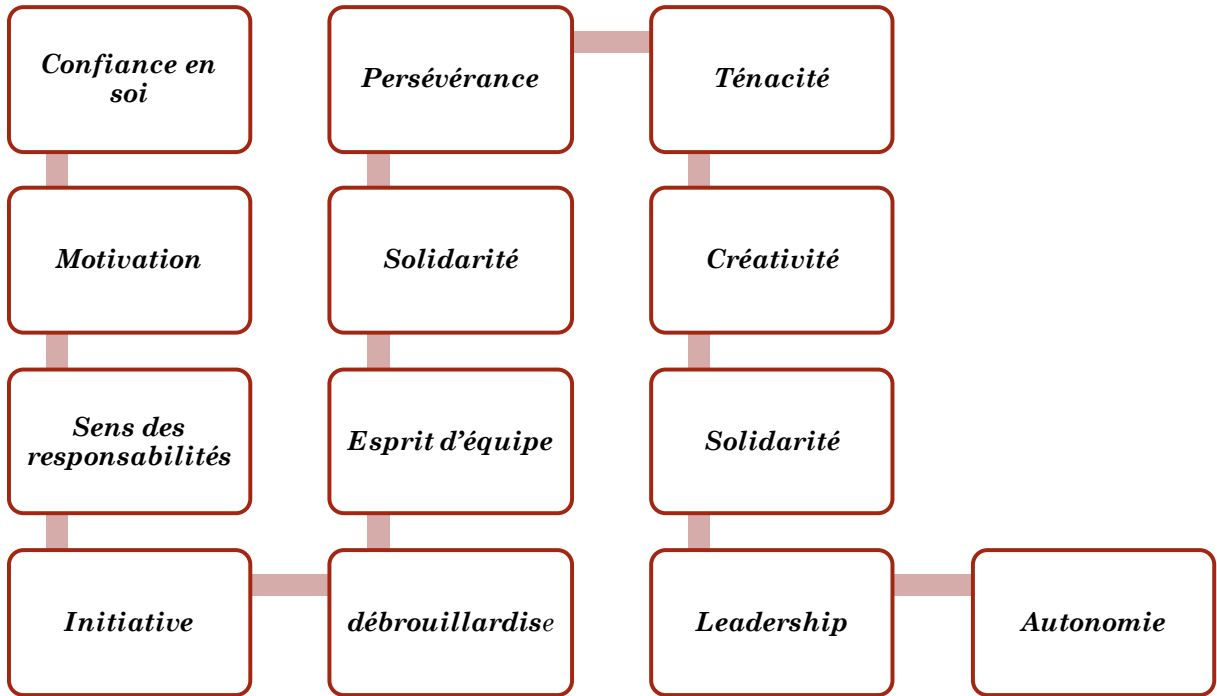 Confiance en
soi
Motivation
Sens des
responsabilités
Initiative
débrouillardise
Esprit d’équipe
Solidarité
Persévérance
Ténacité
Créativité
Solidarité
Leadership
Autonomie